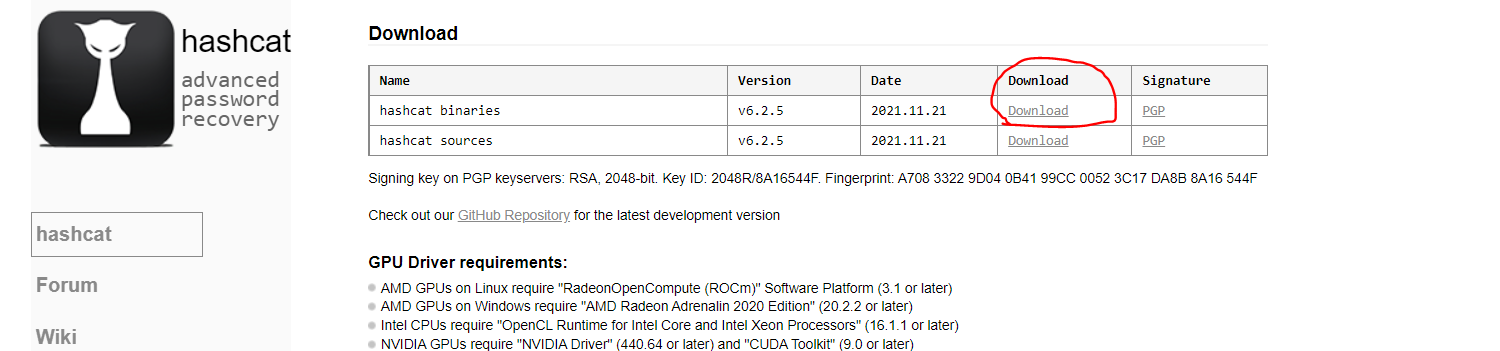 hashcat
advanced
password
recovery
hashcat
Forum
Wiki
Download
Name Version Date Download Signature
hashcat binaries v6.2.5 2021.11.21 Download PGP
hashcat sources v6.2.5 2021.11.21 Download PGP
Signing key on PGP keyservers: RSA, 2048-bit. Key ID: 2048R/8A16544F. Fingerprint: A708 3322 9D04 0B41 99CC 0052 3C17 DA8B 8A16 544F
Check out our GitHub Repository for the latest development version
GPU Driver requirements:
AMD GPUs on Linux require "RadeonOpenCompute (ROCm)" Software Platform (3.1 or later)
AMD GPUs on Windows require "AMD Radeon Adrenalin 2020 Edition" (20.2.2 or later)
Intel CPUs require "OpenCL Runtime for Intel Core and Intel Xeon Processors" (16.1.1 or later)
NVIDIA GPUs require "NVIDIA Driver" (440.64 or later) and "CUDA Toolkit" (9.0 or later)